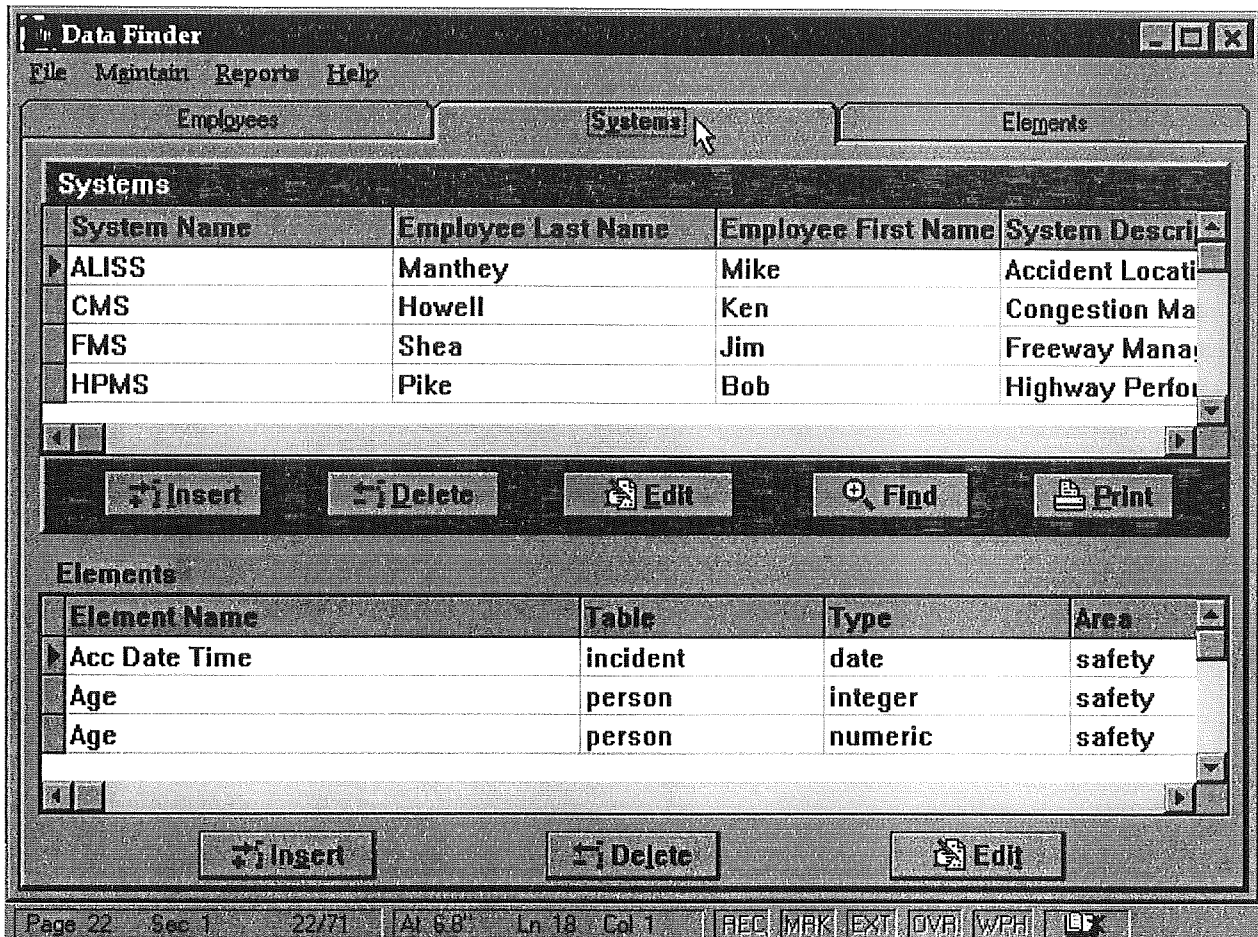 Data Finder
File Maintain Reports Help
Employees Systems Elements
Systems
System Name Employee Last Name Employee First Name System Descri
ALISS Manthey Mike Accident Locati
CMS Howell Ken Congestion Ma
FMS Shea Jim Freeway Mana
HPMS Pike Bob Highway Perfo
Insert Delete Edit Find Print
Elements
Element Name Table Type Area
Acc Date Time incident date safety
Age person integer safety
Age person numeric safety
Insert Delete Edit
Page 22 Sec 1 22/71 At 6.8" Ln 18 Col 1 REC MRK EXT OVR WPH